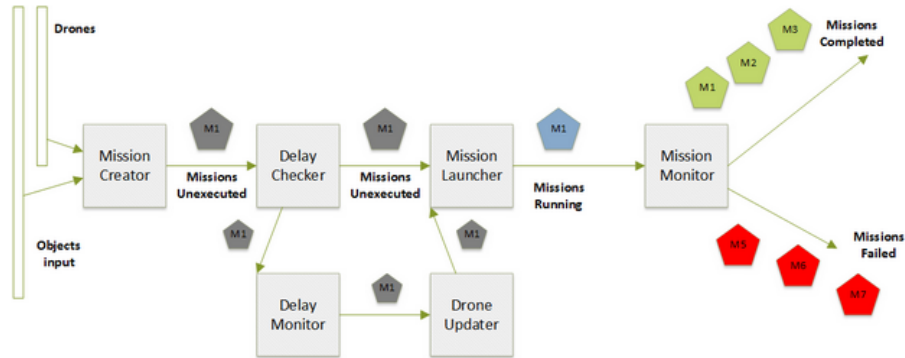 Drones
M3
Missions
Completed
M2
M1
M1
M1
M1
Mission
Creator
Missions
Unexecuted
Delay
Checker
Missions
Unexecuted
Mission
Launcher
Missions
Running
Mission
Monitor
Objects
input
M1
M1
M5
Missions
Failed
M6
M7
Delay
Monitor
M1
Drone
Updater